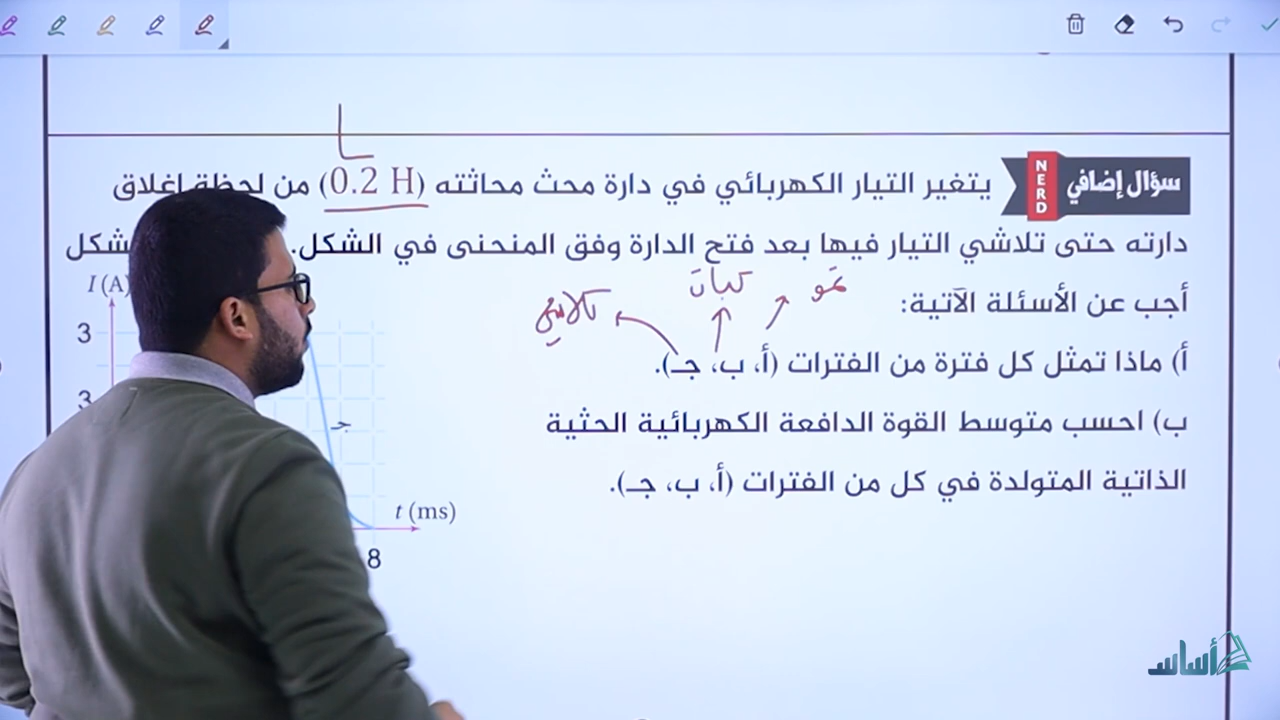 L
سؤال إضافي NERD يتغير التيار الكهربائي في دارة محث محاثته (0.2 H) من لحظة إغلاق
دارته حتى تلاشي التيار فيها بعد فتح الدارة وفق المنحنى في الشكل.
أجب عن الأسئلة الآتية:
نمو ثبات تلاشي
أ) ماذا تمثل كل فترة من الفترات (أ، ب، جـ).
ب) احسب متوسط القوة الدافعة الكهربائية الحثية
الذاتية المتولدة في كل من الفترات (أ، ب، جـ).
I (A)
3
3
جـ
t (ms)
8
أساس